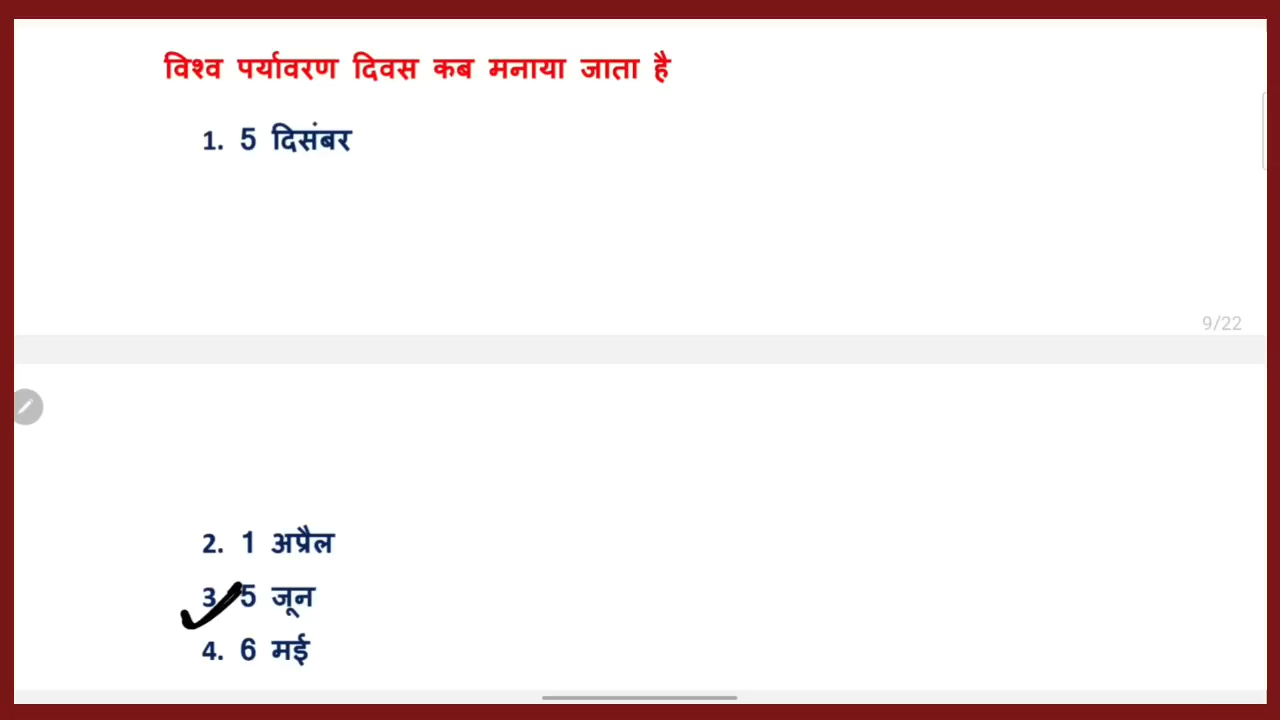 विश्व पर्यावरण दिवस कब मनाया जाता है
1. 5 दिसंबर
9/22
2. 1 अप्रैल
3. 5 जून
4. 6 मई